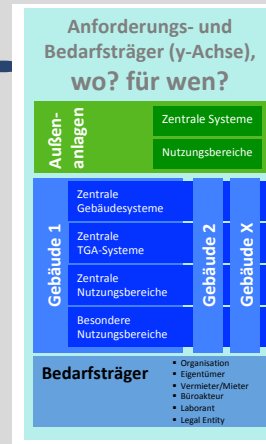 Anforderungs- und
Bedarfsträger (y-Achse),
wo? für wen?
Außen-
anlagen
Zentrale Systeme
Nutzungsbereiche
Gebäude 1
Zentrale
Gebäudesysteme
Zentrale
TGA-Systeme
Zentrale
Nutzungsbereiche
Besondere
Nutzungsbereiche
Gebäude 2
Gebäude X
Bedarfsträger
▪ Organisation
▪ Eigentümer
▪ Vermieter/Mieter
▪ Büroakteur
▪ Laborant
▪ Legal Entity